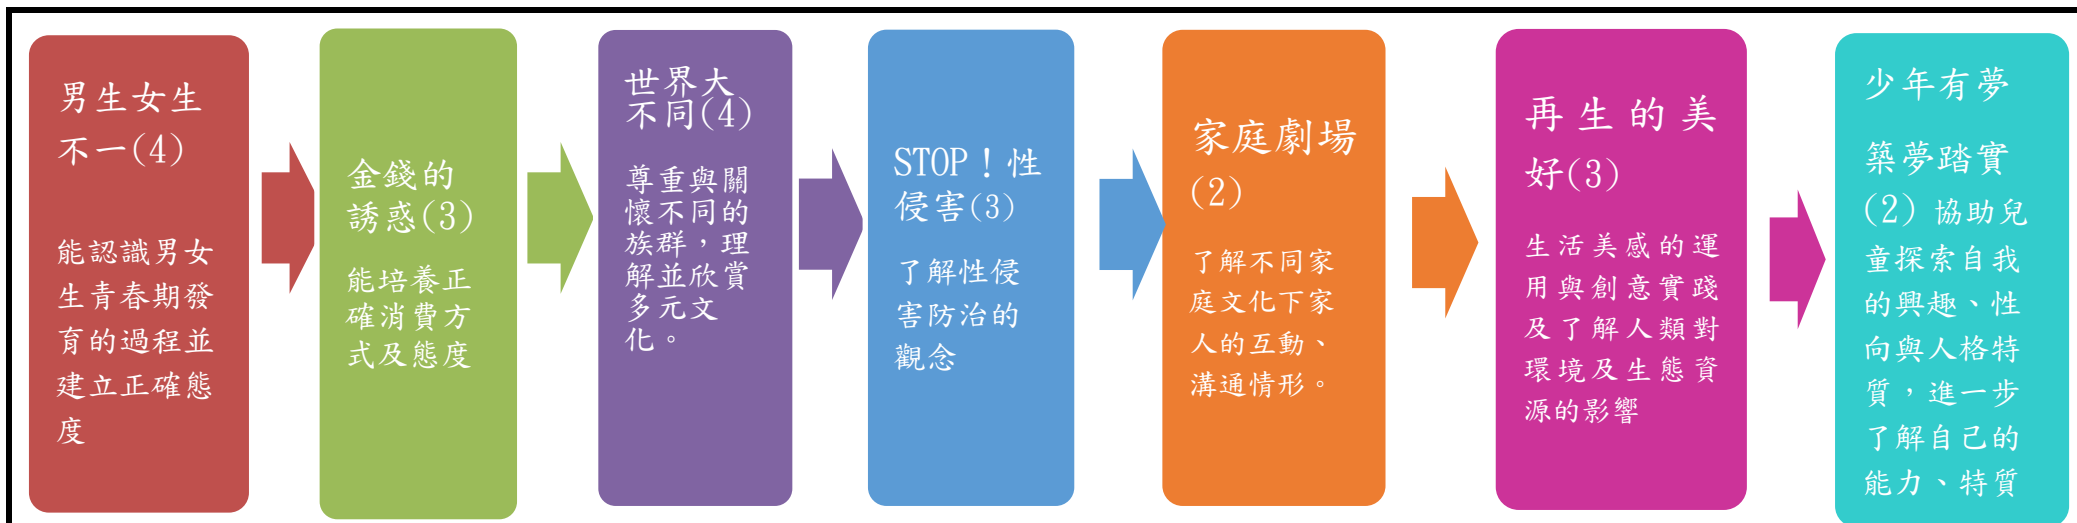 男生女生
不一(4)
能認識男女
生青春期發
育的過程並
建立正確態
度
金錢的
誘惑(3)
能培養正
確消費方
式及態度
世界大
不同(4)
尊重與關
懷不同的
族群，理
解並欣賞
多元文
化。
STOP！性
侵害(3)
了解性侵
害防治的
觀念
家庭劇場
(2)
了解不同家
庭文化下家
人的互動、
溝通情形。
再生的美
好(3)
生活美感的運
用與創意實踐
及了解人類對
環境及生態資
源的影響
少年有夢
築夢踏實
(2)協助兒
童探索自我
的興趣、性
向與人格特
質，進一步
了解自己的
能力、特質